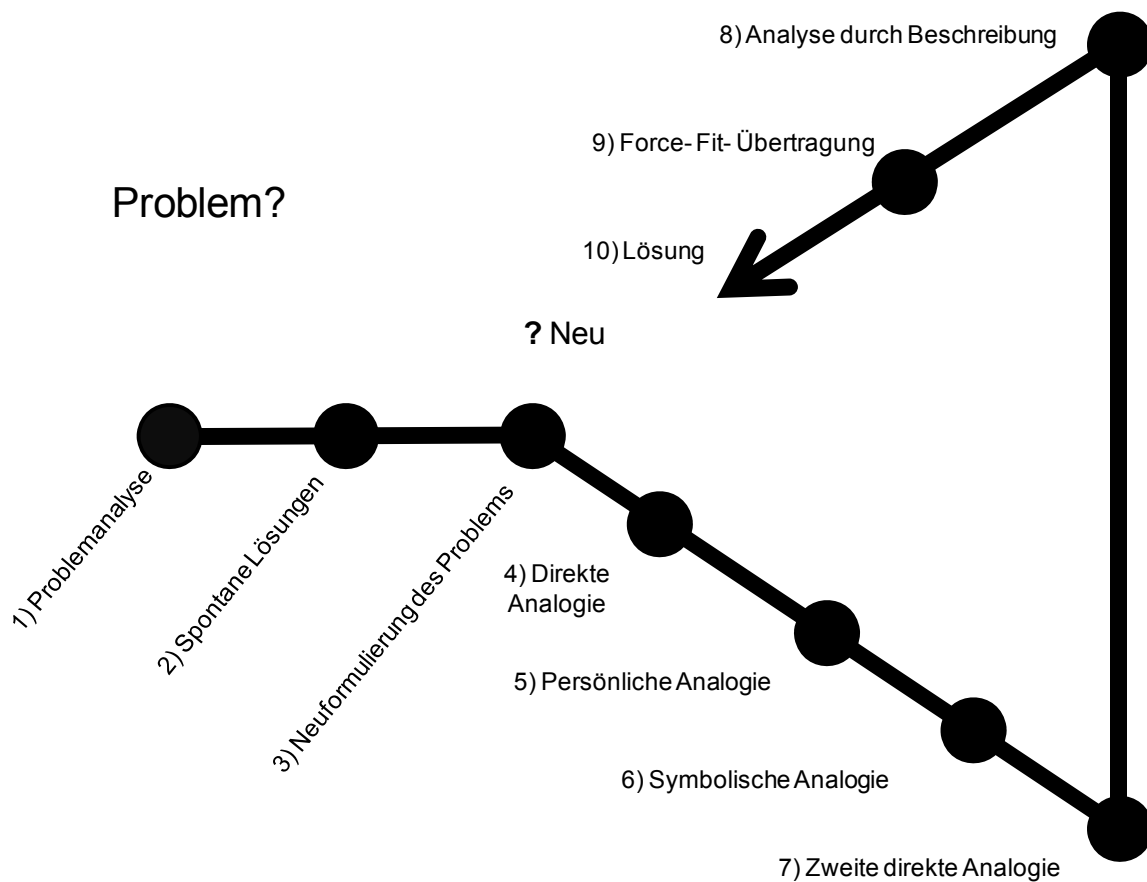 8) Analyse durch Beschreibung
9) Force- Fit- Übertragung
Problem?
10) Lösung
? Neu
1) Problemanalyse
2) Spontane Lösungen
3) Neuformulierung des Problems
4) Direkte
Analogie
5) Persönliche Analogie
6) Symbolische Analogie
7) Zweite direkte Analogie